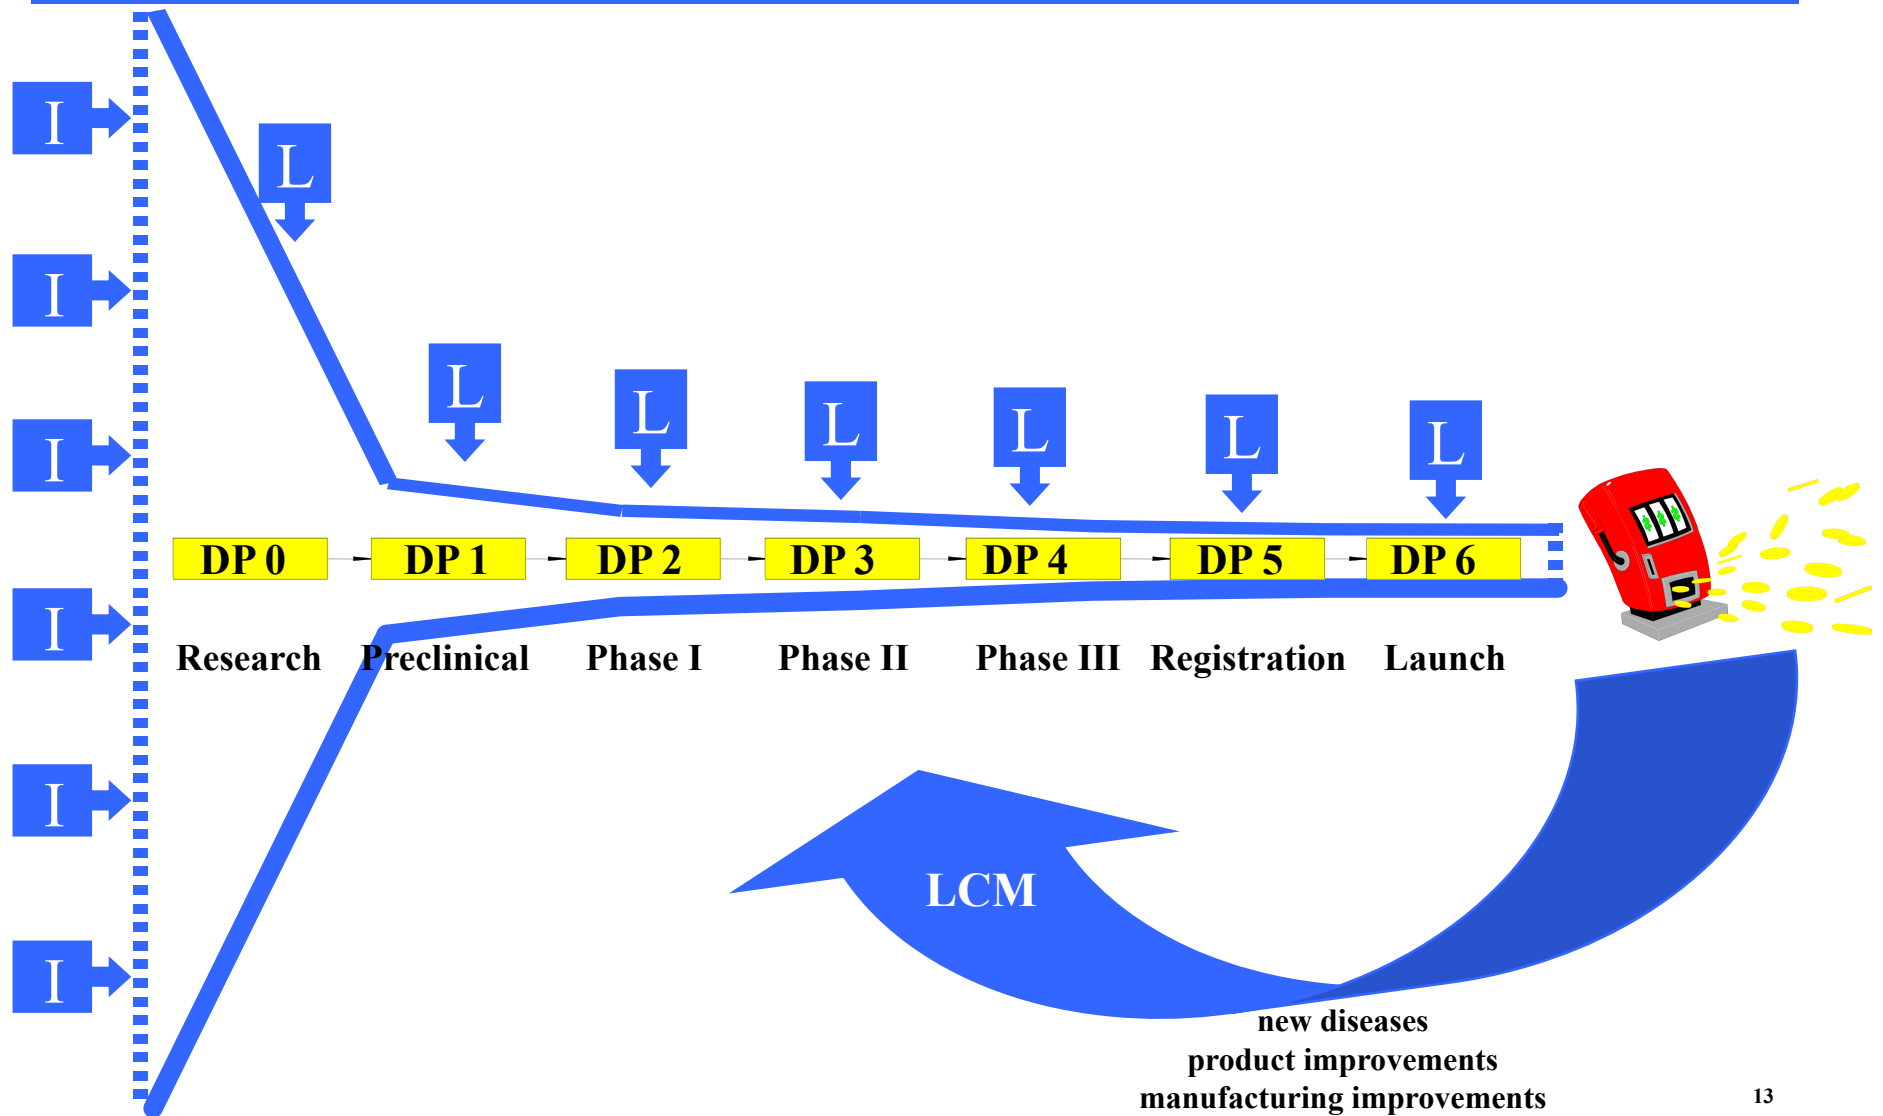 I
I
I
I
I
I
L
L
L
L
L
L
L
DP 0
DP 1
DP 2
DP 3
DP 4
DP 5
DP 6
Research
Preclinical
Phase I
Phase II
Phase III
Registration
Launch
LCM
new diseases
product improvements
manufacturing improvements
13